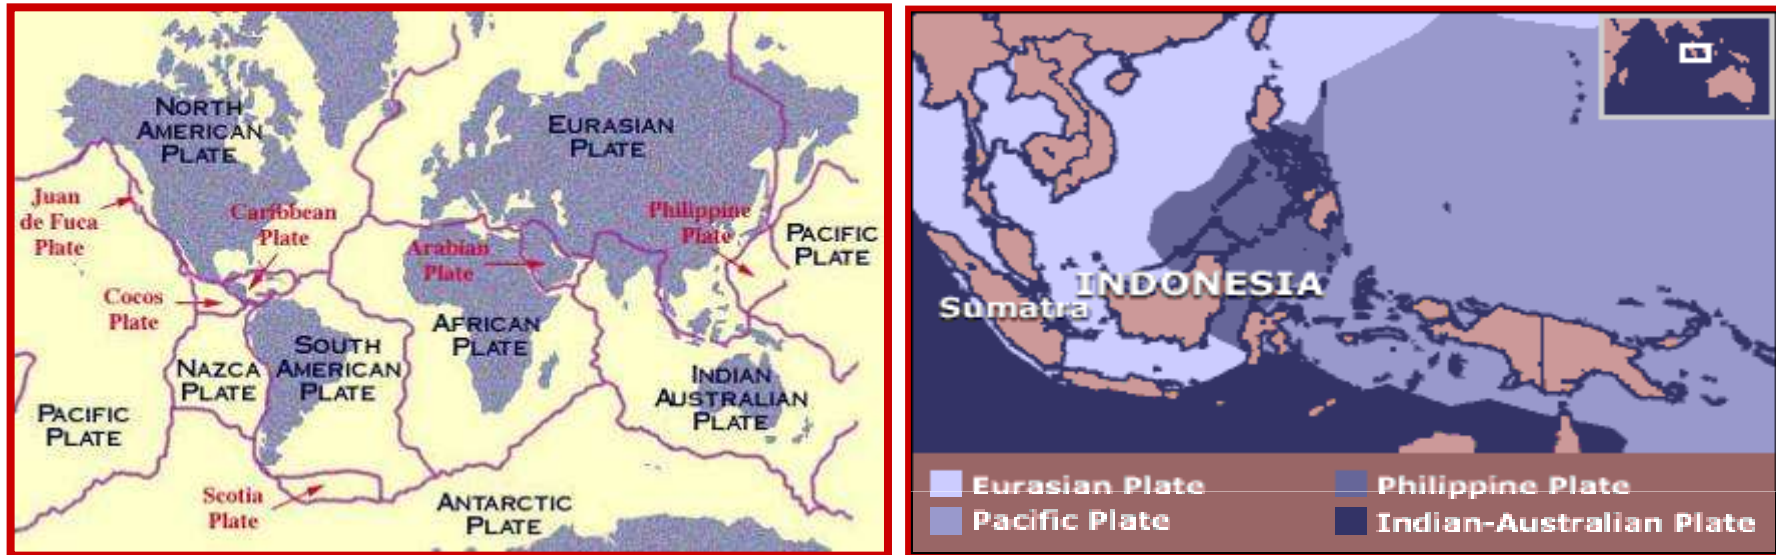 NORTH
AMERICAN
PLATE
EURASIAN
PLATE
Juan
de Fuca
Plate
Caribbean
Plate
Philippine
Plate
PACIFIC
PLATE
Arabian
Plate
Cocos
Plate
AFRICAN
PLATE
SOUTH
AMERICAN
PLATE
NAZCA
PLATE
INDIAN
AUSTRALIAN
PLATE
PACIFIC
PLATE
Scotia
Plate
ANTARCTIC
PLATE
INDONESIA
Sumatra
Eurasian Plate
Philippine Plate
Pacific Plate
Indian-Australian Plate